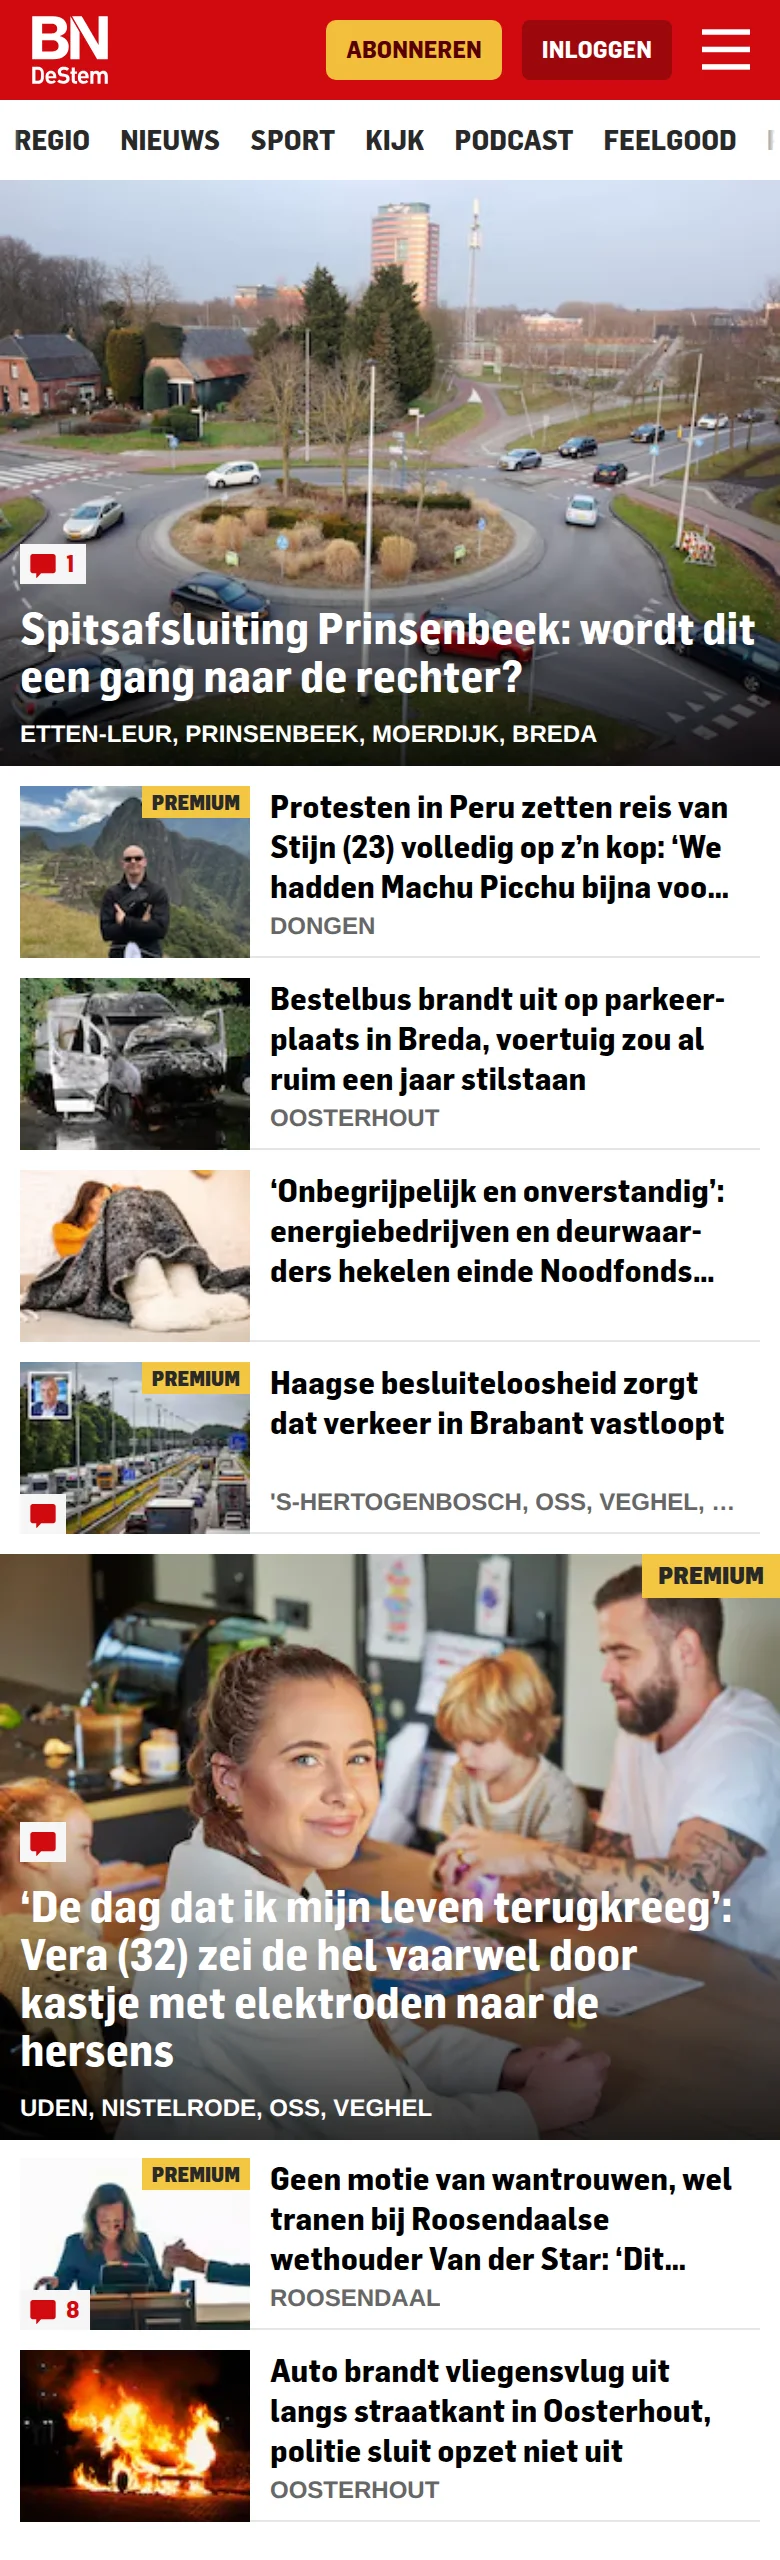 BN
DeStem
ABONNEREN
INLOGGEN
REGIO NIEUWS SPORT KIJK PODCAST FEELGOOD
1
Spitsafsluiting Prinsenbeek: wordt dit
een gang naar de rechter?
ETTEN-LEUR, PRINSENBEEK, MOERDIJK, BREDA
PREMIUM
Protesten in Peru zetten reis van
Stijn (23) volledig op z’n kop: ‘We
hadden Machu Picchu bijna voo...
DONGEN
Bestelbus brandt uit op parkeer-
plaats in Breda, voertuig zou al
ruim een jaar stilstaan
OOSTERHOUT
‘Onbegrijpelijk en onverstandig’:
energiebedrijven en deurwaar-
ders hekelen einde Noodfonds...
PREMIUM
Haagse besluiteloosheid zorgt
dat verkeer in Brabant vastloopt
'S-HERTOGENBOSCH, OSS, VEGHEL, ...
PREMIUM
‘De dag dat ik mijn leven terugkreeg’:
Vera (32) zei de hel vaarwel door
kastje met elektroden naar de
hersens
UDEN, NISTELRODE, OSS, VEGHEL
PREMIUM
8
Geen motie van wantrouwen, wel
tranen bij Roosendaalse
wethouder Van der Star: ‘Dit...
ROOSENDAAL
Auto brandt vliegensvlug uit
langs straatkant in Oosterhout,
politie sluit opzet niet uit
OOSTERHOUT